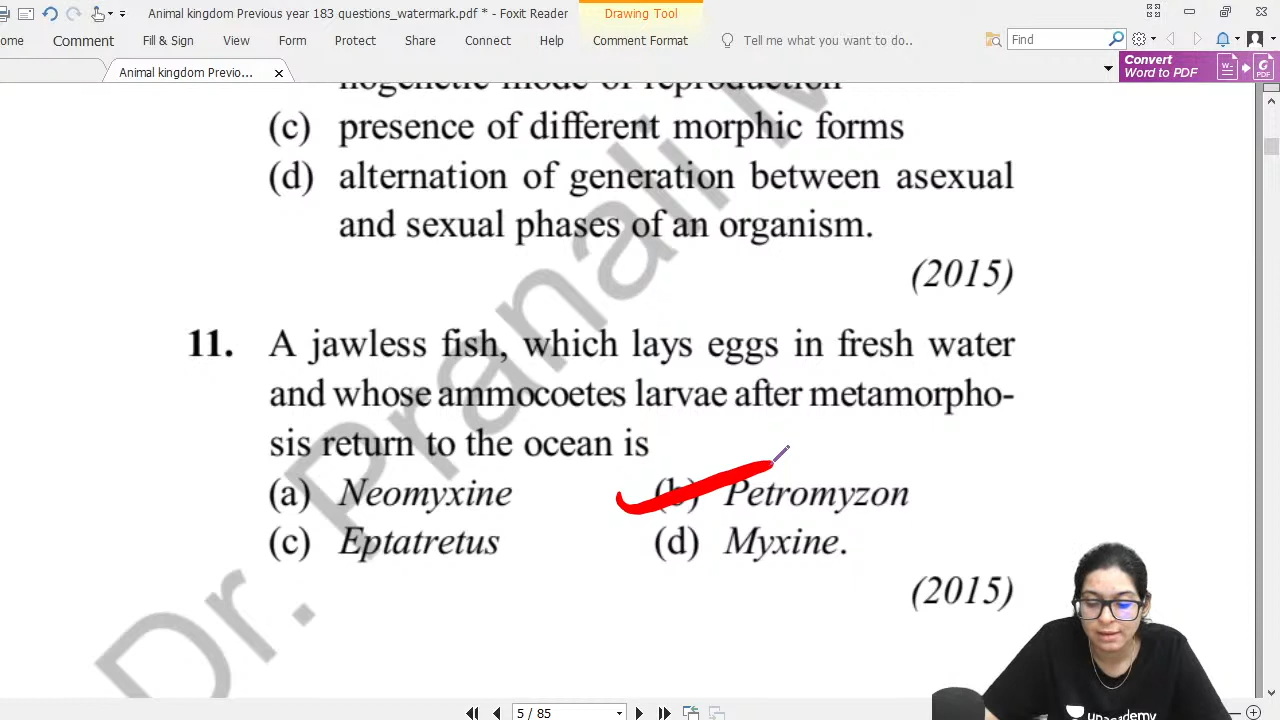 Animal kingdom Previous year 183 questions_watermark.pdf * - Foxit Reader
Drawing Tool
Comment
Fill & Sign
View
Form
Protect
Share
Connect
Help
Comment Format
Tell me what you want to do..
Find
Animal kingdom Previo...
Convert
Word to PDF
(c) presence of different morphic forms
(d) alternation of generation between asexual
and sexual phases of an organism.
(2015)
11. A jawless fish, which lays eggs in fresh water
and whose ammocoetes larvae after metamorpho-
sis return to the ocean is
(a) Neomyxine (b) Petromyzon
(c) Eptatretus (d) Myxine.
(2015)
Dr. Pranali
5 / 85
unacademy